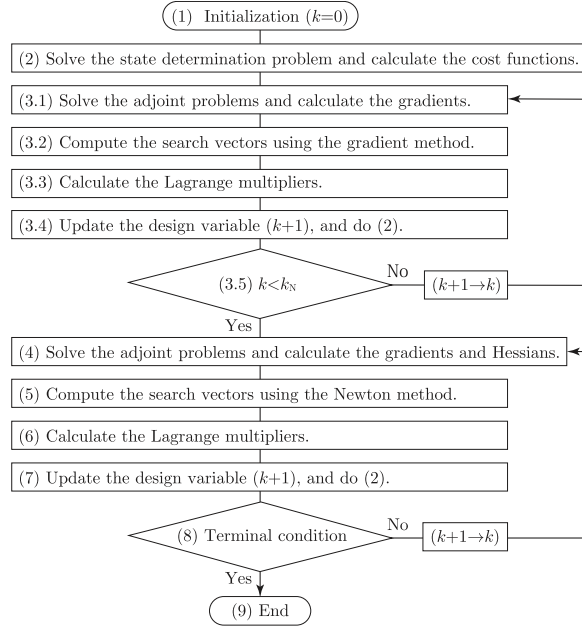 (1) Initialization (k=0)
(2) Solve the state determination problem and calculate the cost functions.
(3.1) Solve the adjoint problems and calculate the gradients.
(3.2) Compute the search vectors using the gradient method.
(3.3) Calculate the Lagrange multipliers.
(3.4) Update the design variable (k+1), and do (2).
(3.5) k<k_N
No
(k+1→k)
Yes
(4) Solve the adjoint problems and calculate the gradients and Hessians.
(5) Compute the search vectors using the Newton method.
(6) Calculate the Lagrange multipliers.
(7) Update the design variable (k+1), and do (2).
(8) Terminal condition
No
(k+1→k)
Yes
(9) End